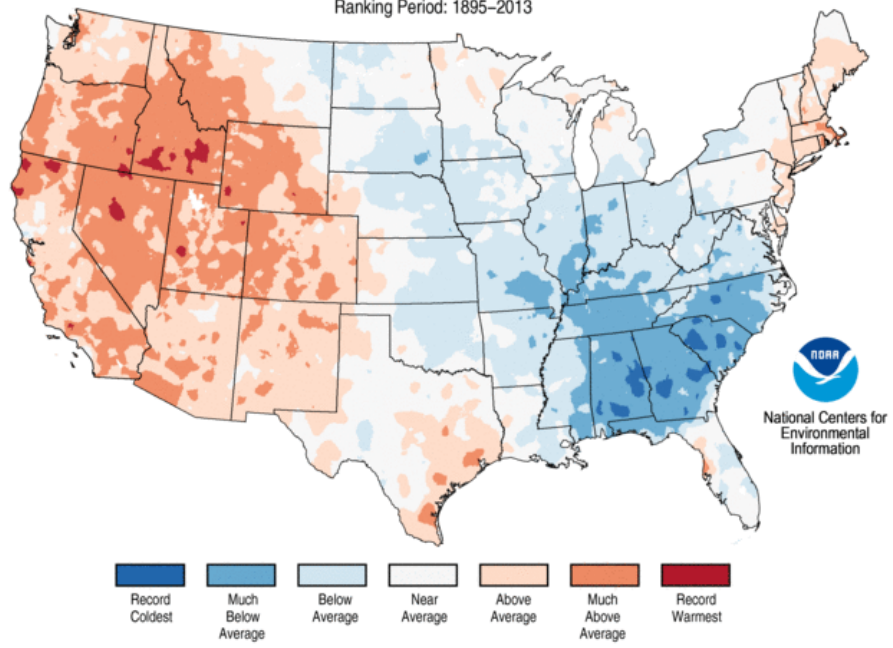 Ranking Period: 1895–2013
NOAA
National Centers for
Environmental
Information
Record
Coldest
Much
Below
Average
Below
Average
Near
Average
Above
Average
Much
Above
Average
Record
Warmest